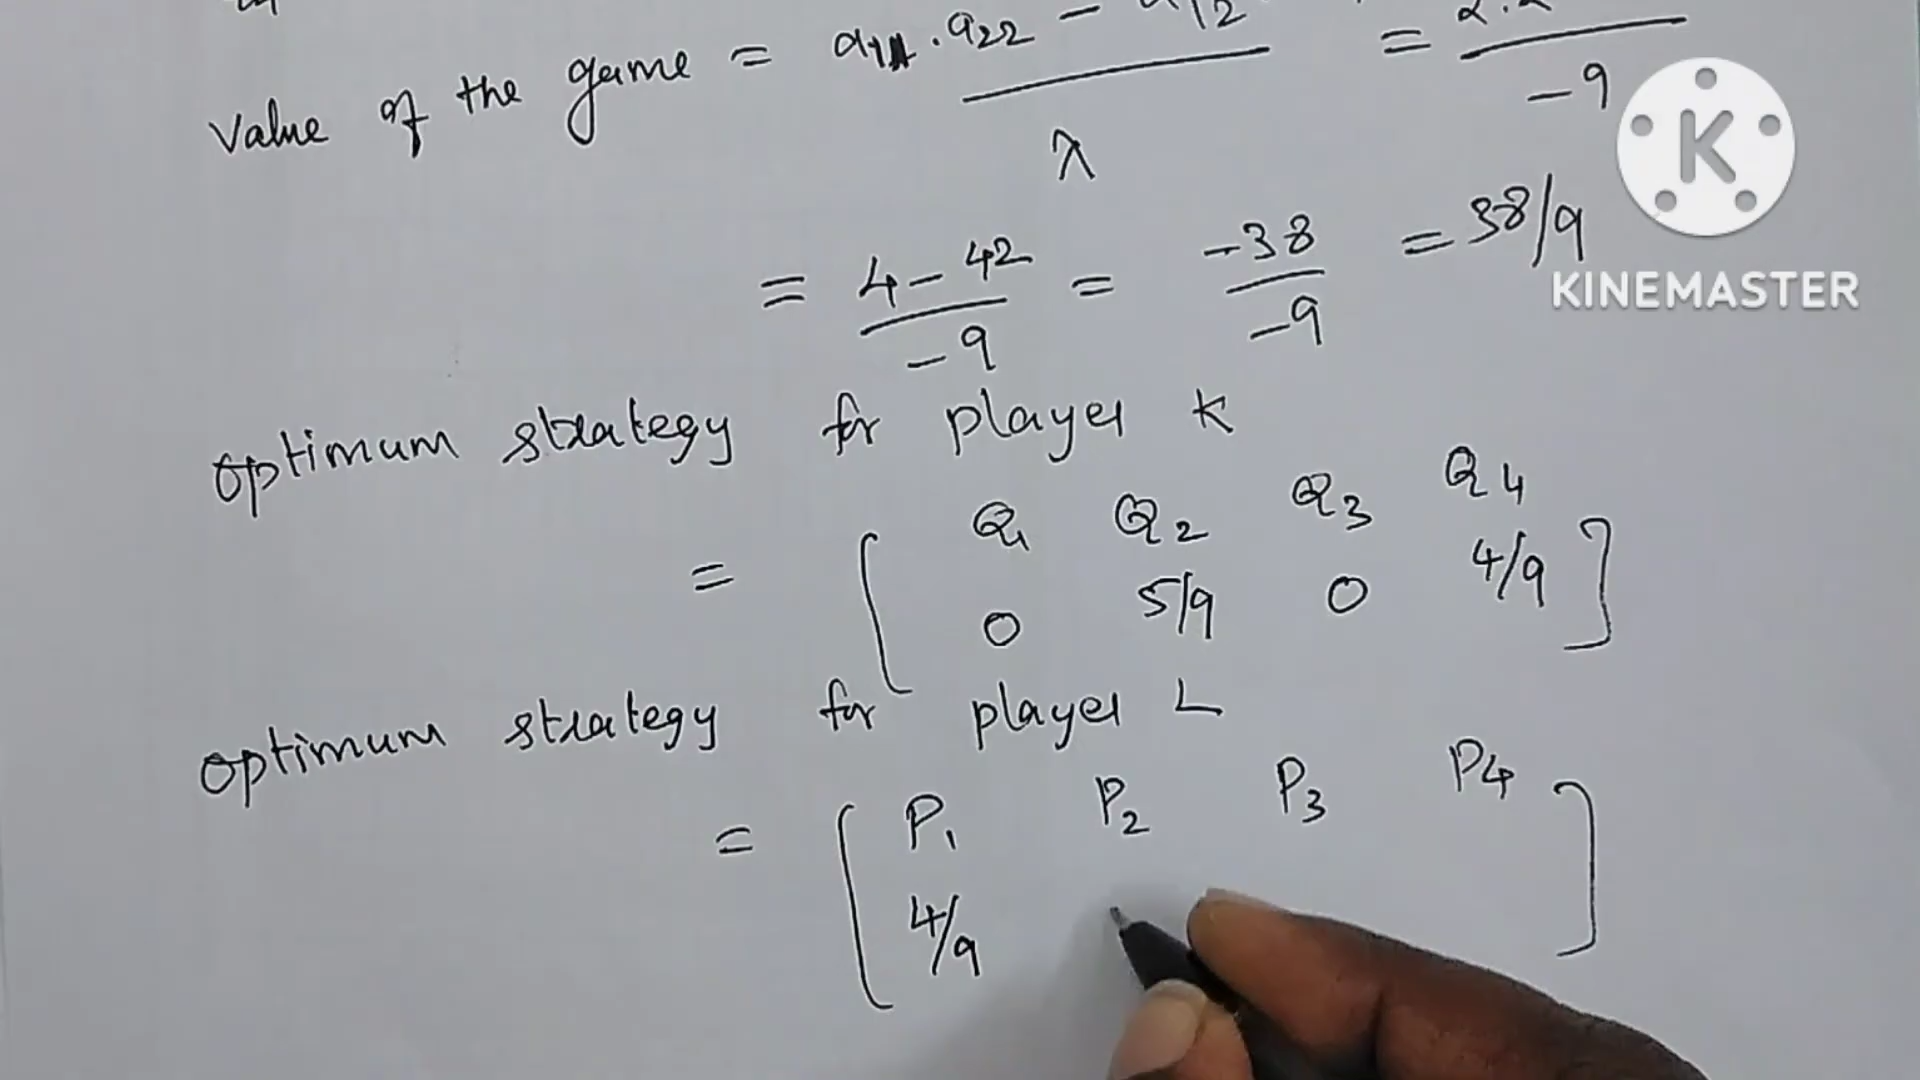 Value of the game = a11 . a22 - a12 =
λ -9
= 4 - 42 / -9 = -38 / -9 = 38/9
K
KINEMASTER
optimum strategy for player K
Q1 Q2 Q3 Q4
= [ 0 5/9 0 4/9 ]
optimum strategy for player L
= [ P1 P2 P3 P4 ]
4/9